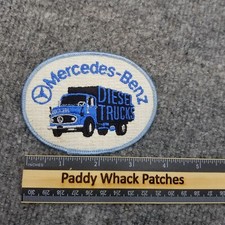 Mercedes-Benz
DIESEL
TRUCKS
Paddy Whack Patches